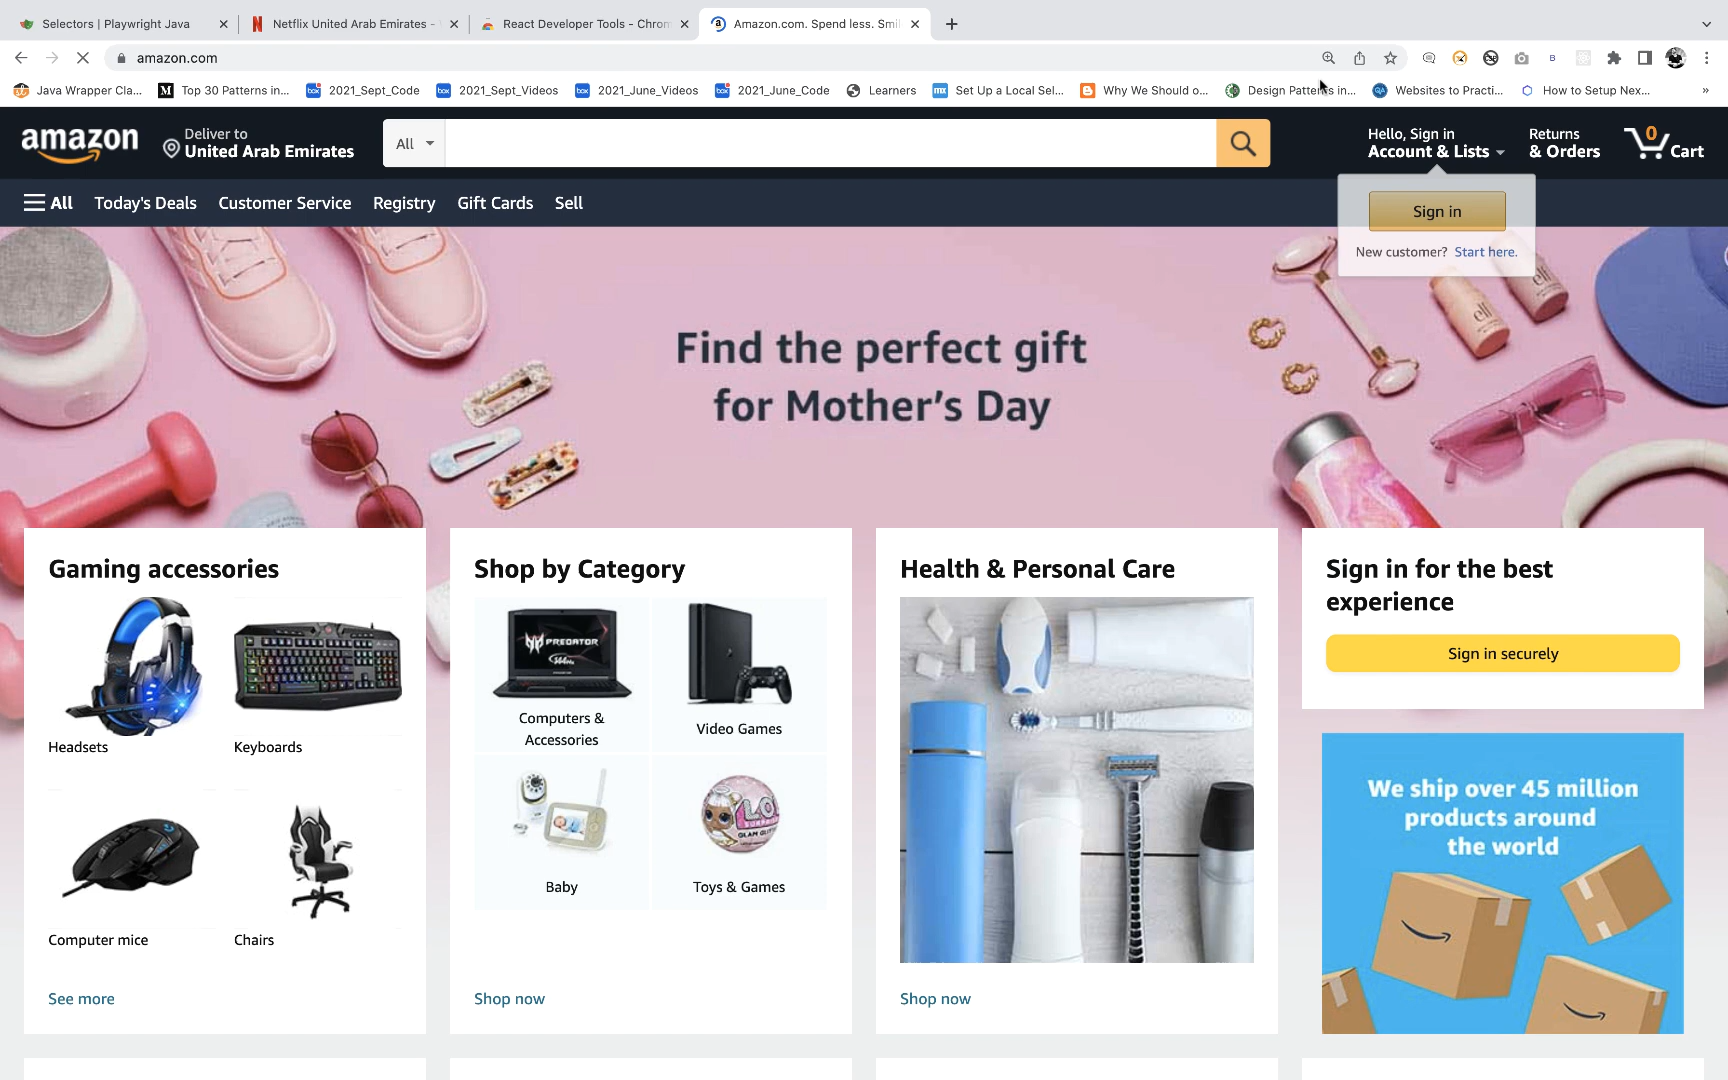 Selectors | Playwright Java
Netflix United Arab Emirates -
React Developer Tools - Chrom
Amazon.com. Spend less. Smi
amazon.com
Java Wrapper Cla...
Top 30 Patterns in...
2021_Sept_Code
2021_Sept_Videos
2021_June_Videos
2021_June_Code
Learners
Set Up a Local Sel...
Why We Should o...
Design Patterns in...
Websites to Practi...
How to Setup Nex...
»
amazon
Deliver to
United Arab Emirates
All
Hello, Sign in
Account & Lists
Returns
& Orders
0
Cart
All
Today's Deals
Customer Service
Registry
Gift Cards
Sell
Sign in
New customer? Start here.
Find the perfect gift
for Mother's Day
elf
elf
Gaming accessories
Headsets
Keyboards
Computer mice
Chairs
See more
Shop by Category
PREDATOR
Computers &
Accessories
Video Games
Baby
L.O.L
GLAM GLITTER
Toys & Games
Shop now
Health & Personal Care
Shop now
Sign in for the best
experience
Sign in securely
We ship over 45 million
products around
the world